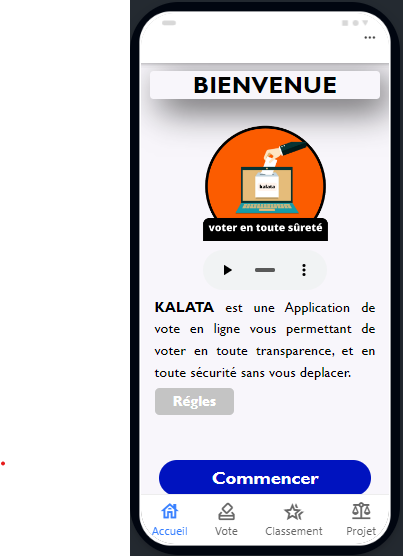 BIENVENUE
kalata
voter en toute sûreté
KALATA est une Application de
vote en ligne vous permettant de
voter en toute transparence, et en
toute sécurité sans vous deplacer.
Régles
Commencer
Accueil Vote Classement Projet